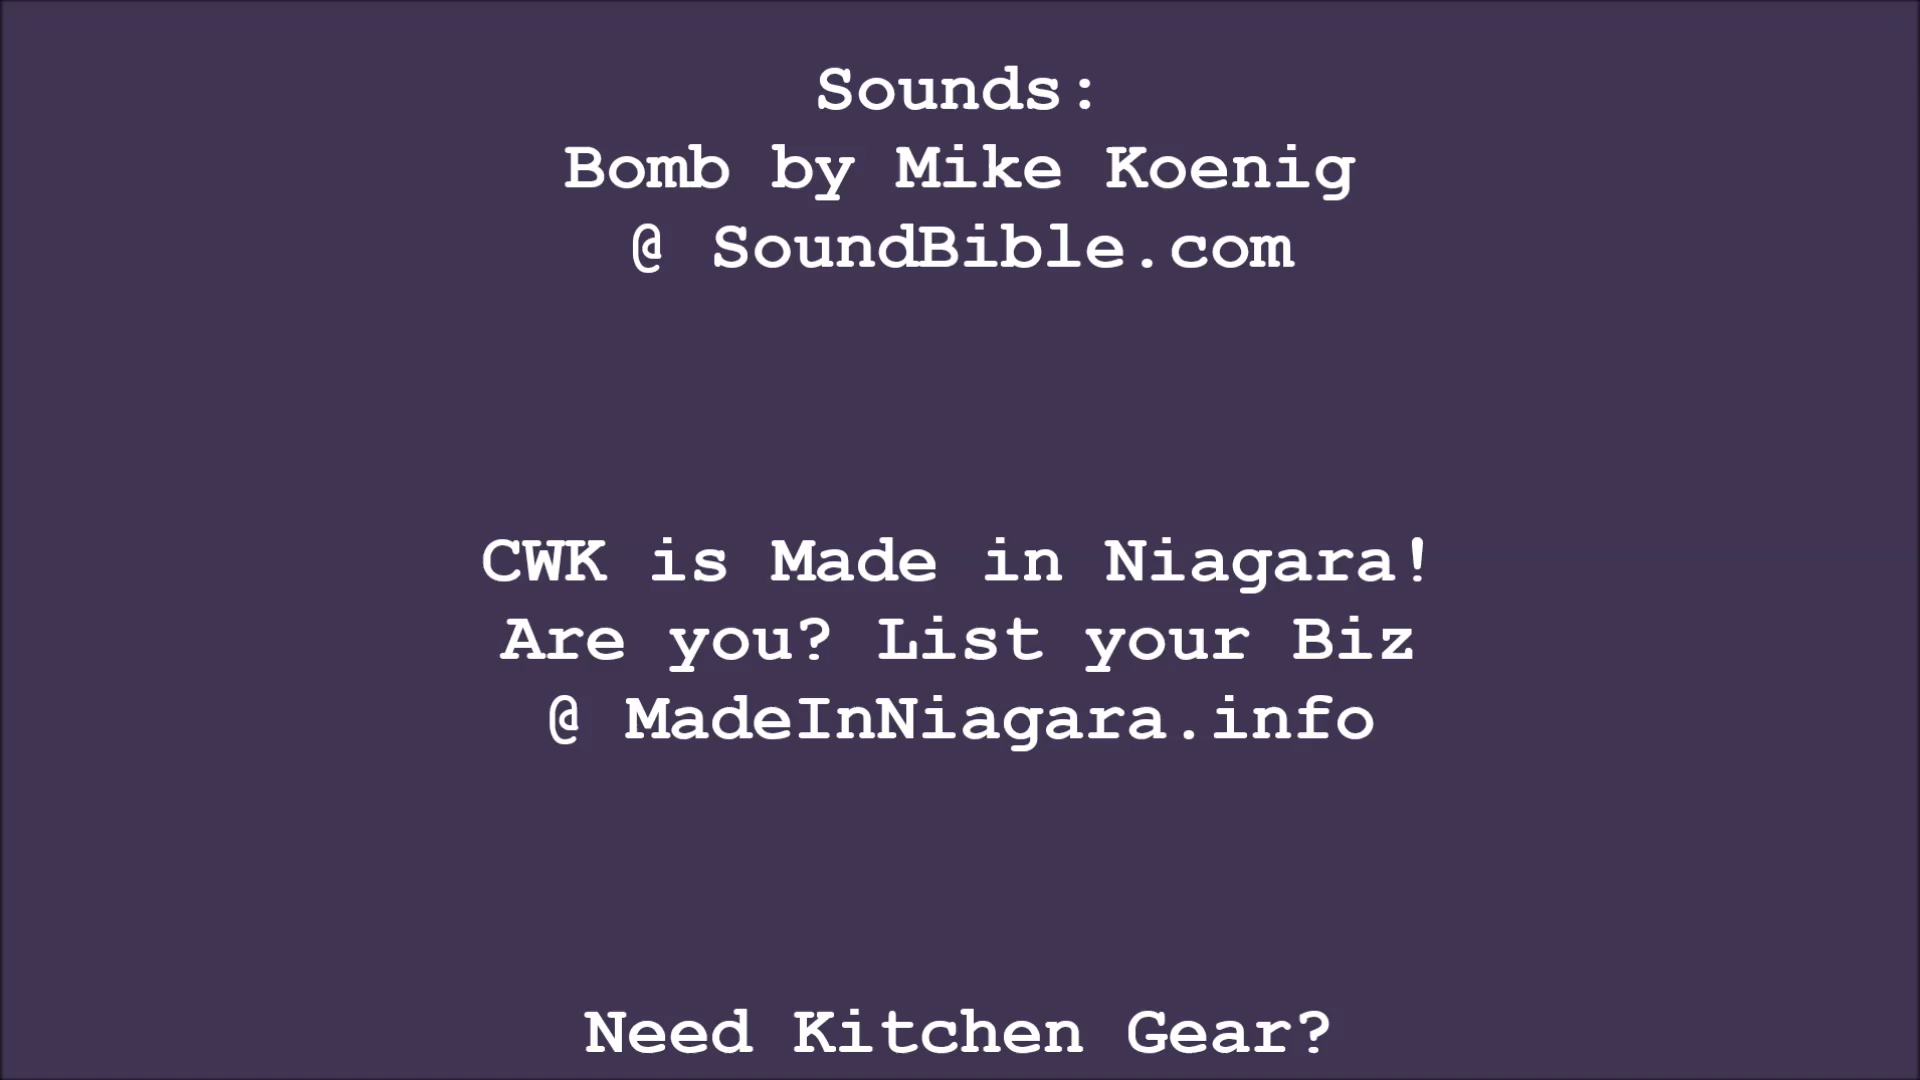 Sounds:
Bomb by Mike Koenig
@ SoundBible.com
CWK is Made in Niagara!
Are you? List your Biz
@ MadeInNiagara.info
Need Kitchen Gear?